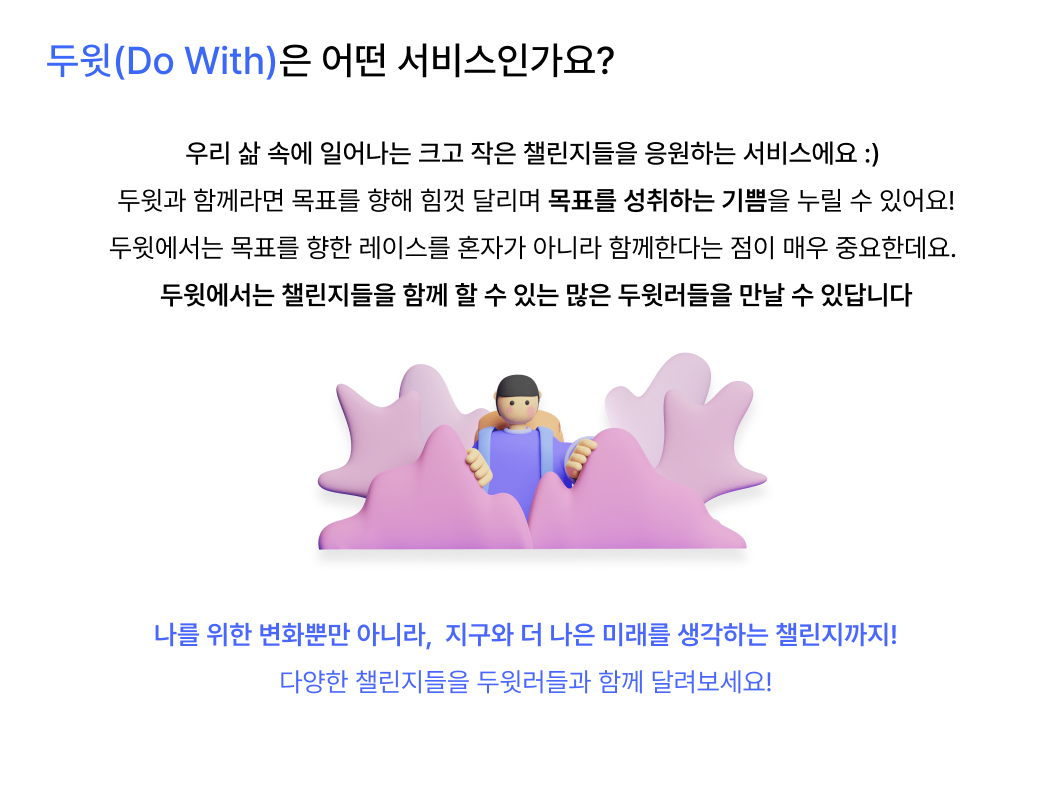 두윗(Do With)은 어떤 서비스인가요?
우리 삶 속에 일어나는 크고 작은 챌린지들을 응원하는 서비스에요 :)
두윗과 함께라면 목표를 향해 힘껏 달리며 목표를 성취하는 기쁨을 누릴 수 있어요!
두윗에서는 목표를 향한 레이스를 혼자가 아니라 함께한다는 점이 매우 중요한데요.
두윗에서는 챌린지들을 함께 할 수 있는 많은 두윗러들을 만날 수 있답니다
나를 위한 변화뿐만 아니라, 지구와 더 나은 미래를 생각하는 챌린지까지!
다양한 챌린지들을 두윗러들과 함께 달려보세요!